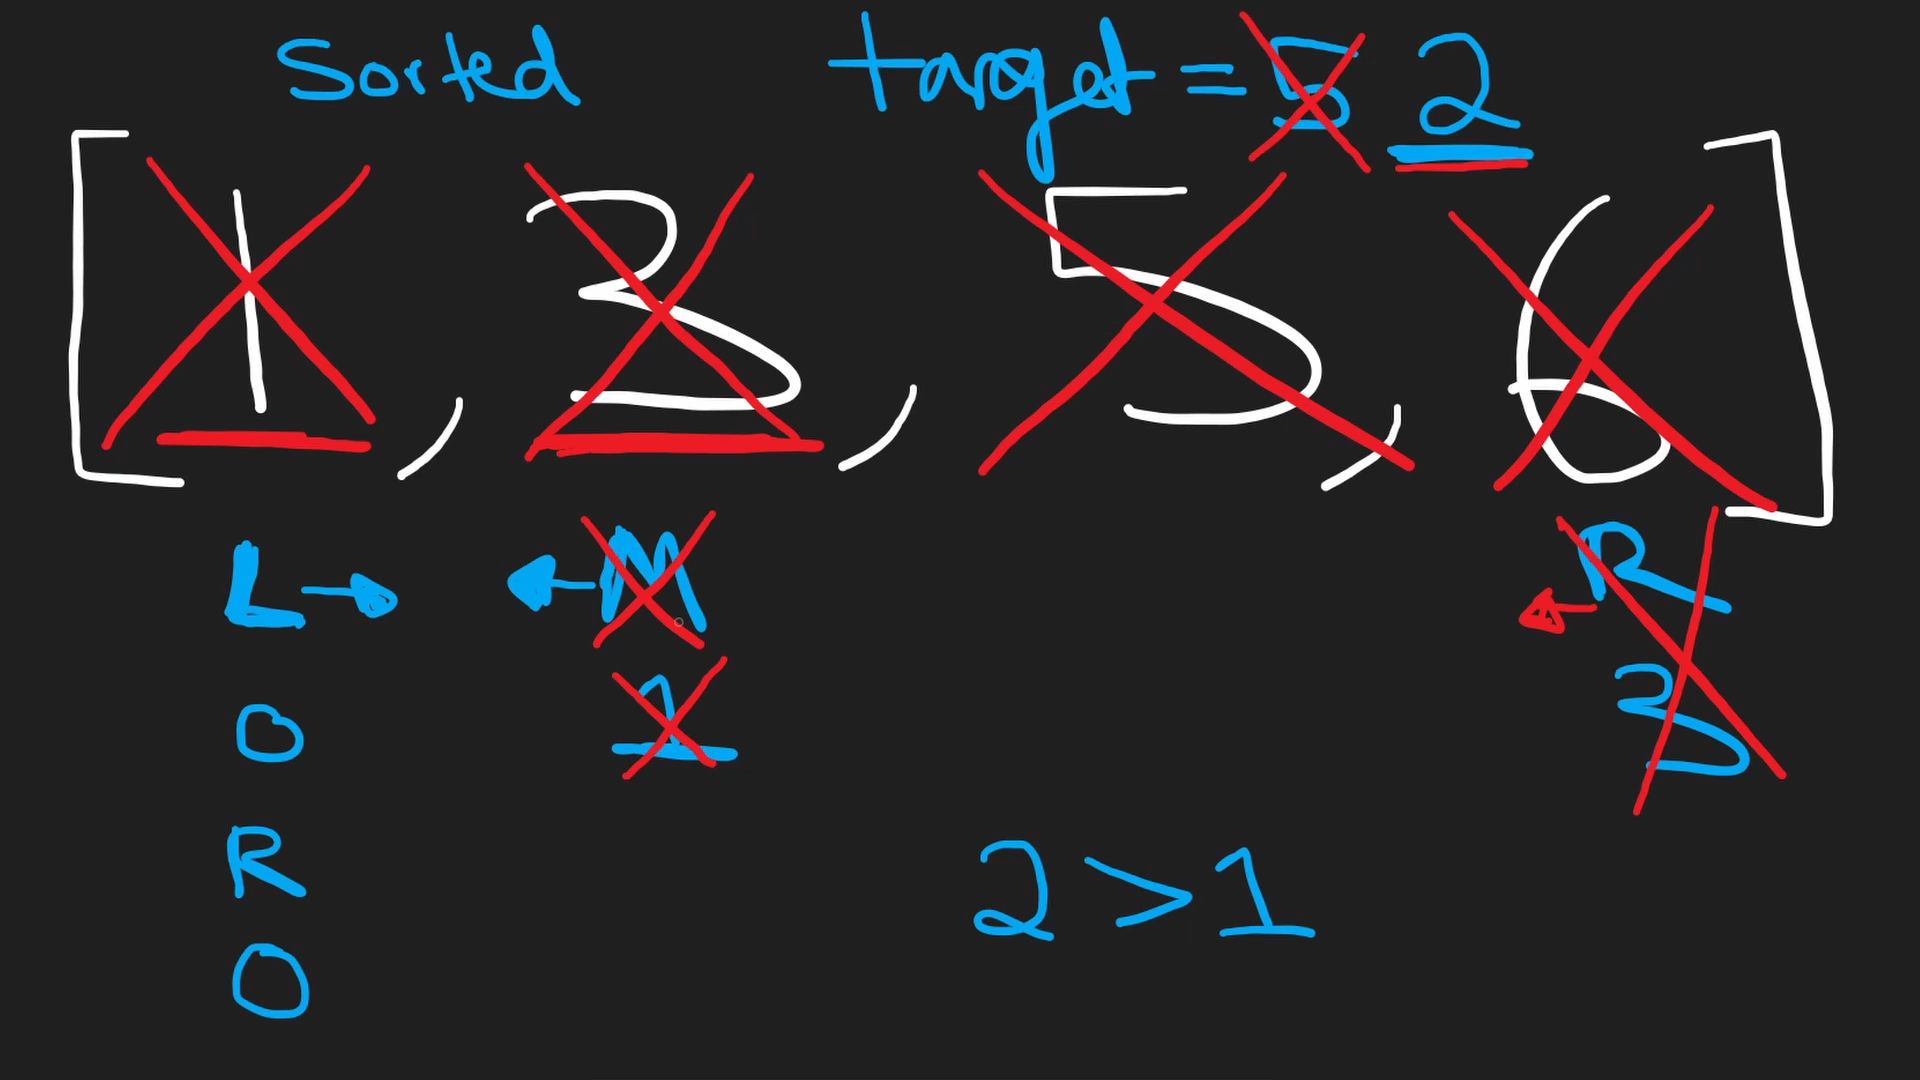 Sorted target = 5 2
[1, 3, 5, 6]
L M R
0 1 3
R
0
2 > 1